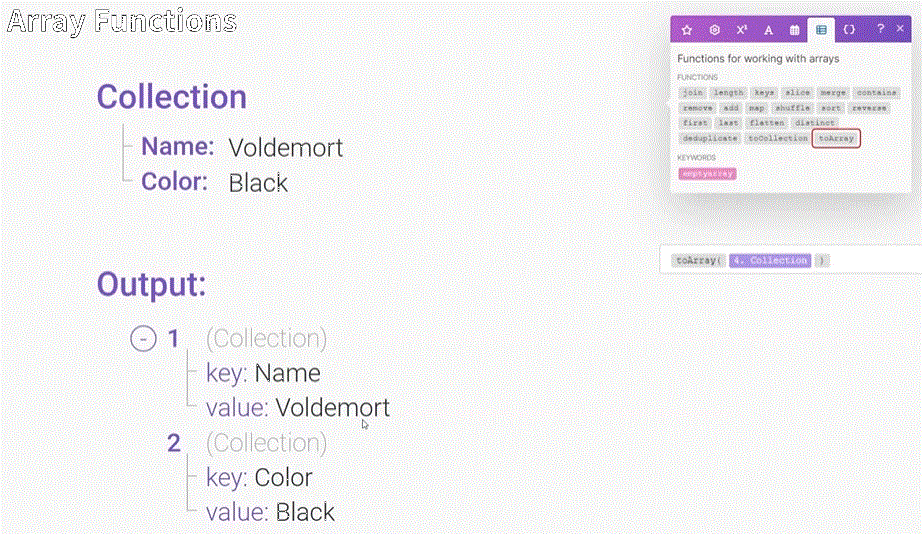 Array Functions
Collection
Name: Voldemort
Color: Black
Output:
- 1 (Collection)
key: Name
value: Voldemort
2 (Collection)
key: Color
value: Black
A ? ×
Functions for working with arrays
FUNCTIONS
join length keys slice merge contains
remove add map shuffle sort reverse
first last flatten distinct
deduplicate toCollection toArray
KEYWORDS
emptyarray
toArray( 4. Collection )